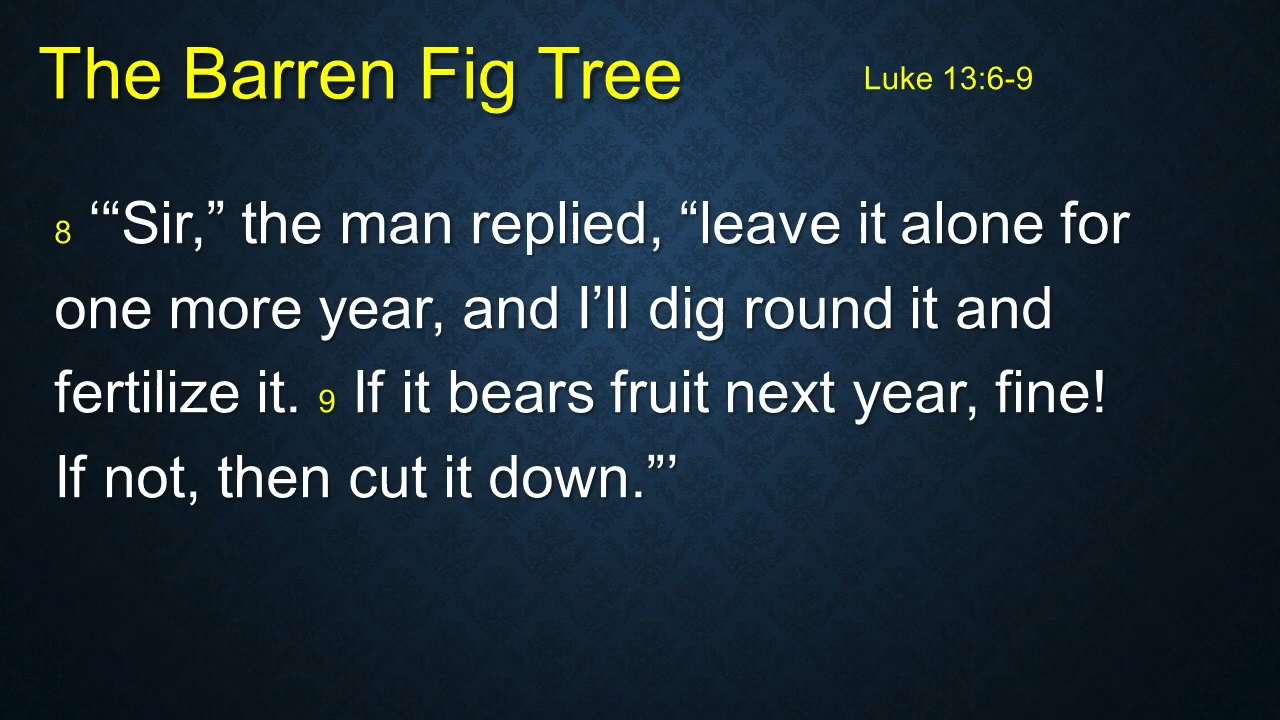 The Barren Fig Tree
Luke 13:6-9
8 ‘“Sir,” the man replied, “leave it alone for
one more year, and I’ll dig round it and
fertilize it. 9 If it bears fruit next year, fine!
If not, then cut it down.”’